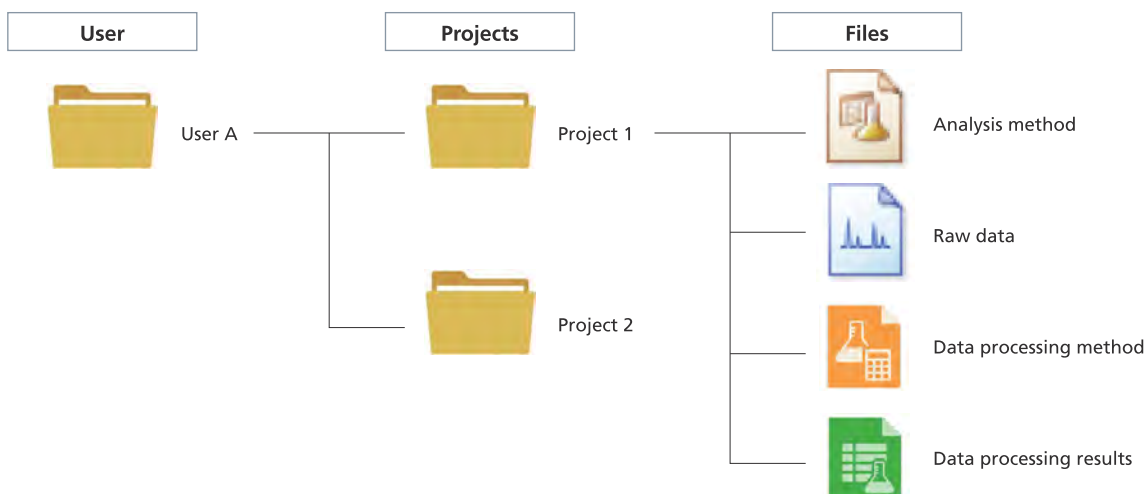 User
Projects
Files
User A
Project 1
Project 2
Analysis method
Raw data
Data processing method
Data processing results